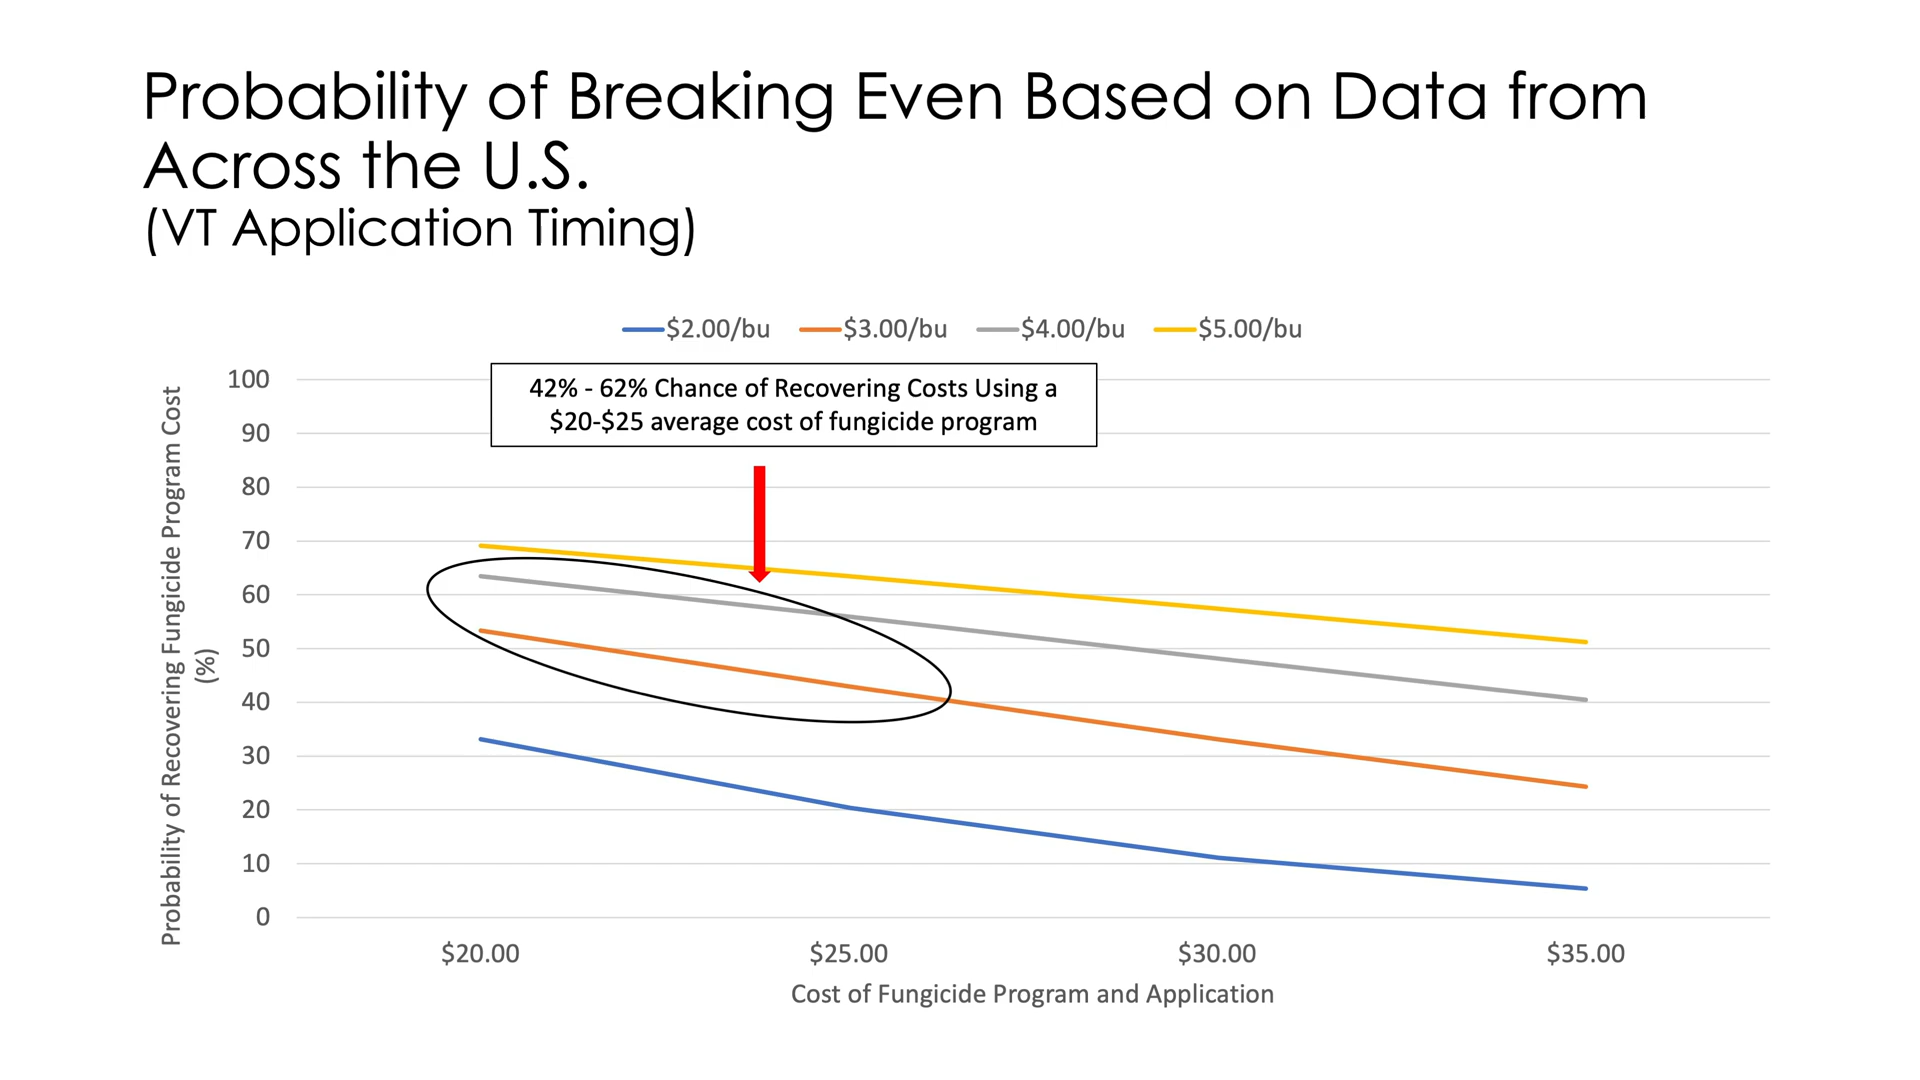 Probability of Breaking Even Based on Data from
Across the U.S.
(VT Application Timing)
$2.00/bu $3.00/bu $4.00/bu $5.00/bu
42% - 62% Chance of Recovering Costs Using a
$20-$25 average cost of fungicide program
Probability of Recovering Fungicide Program Cost
(%)
100
90
80
70
60
50
40
30
20
10
0
$20.00 $25.00 $30.00 $35.00
Cost of Fungicide Program and Application